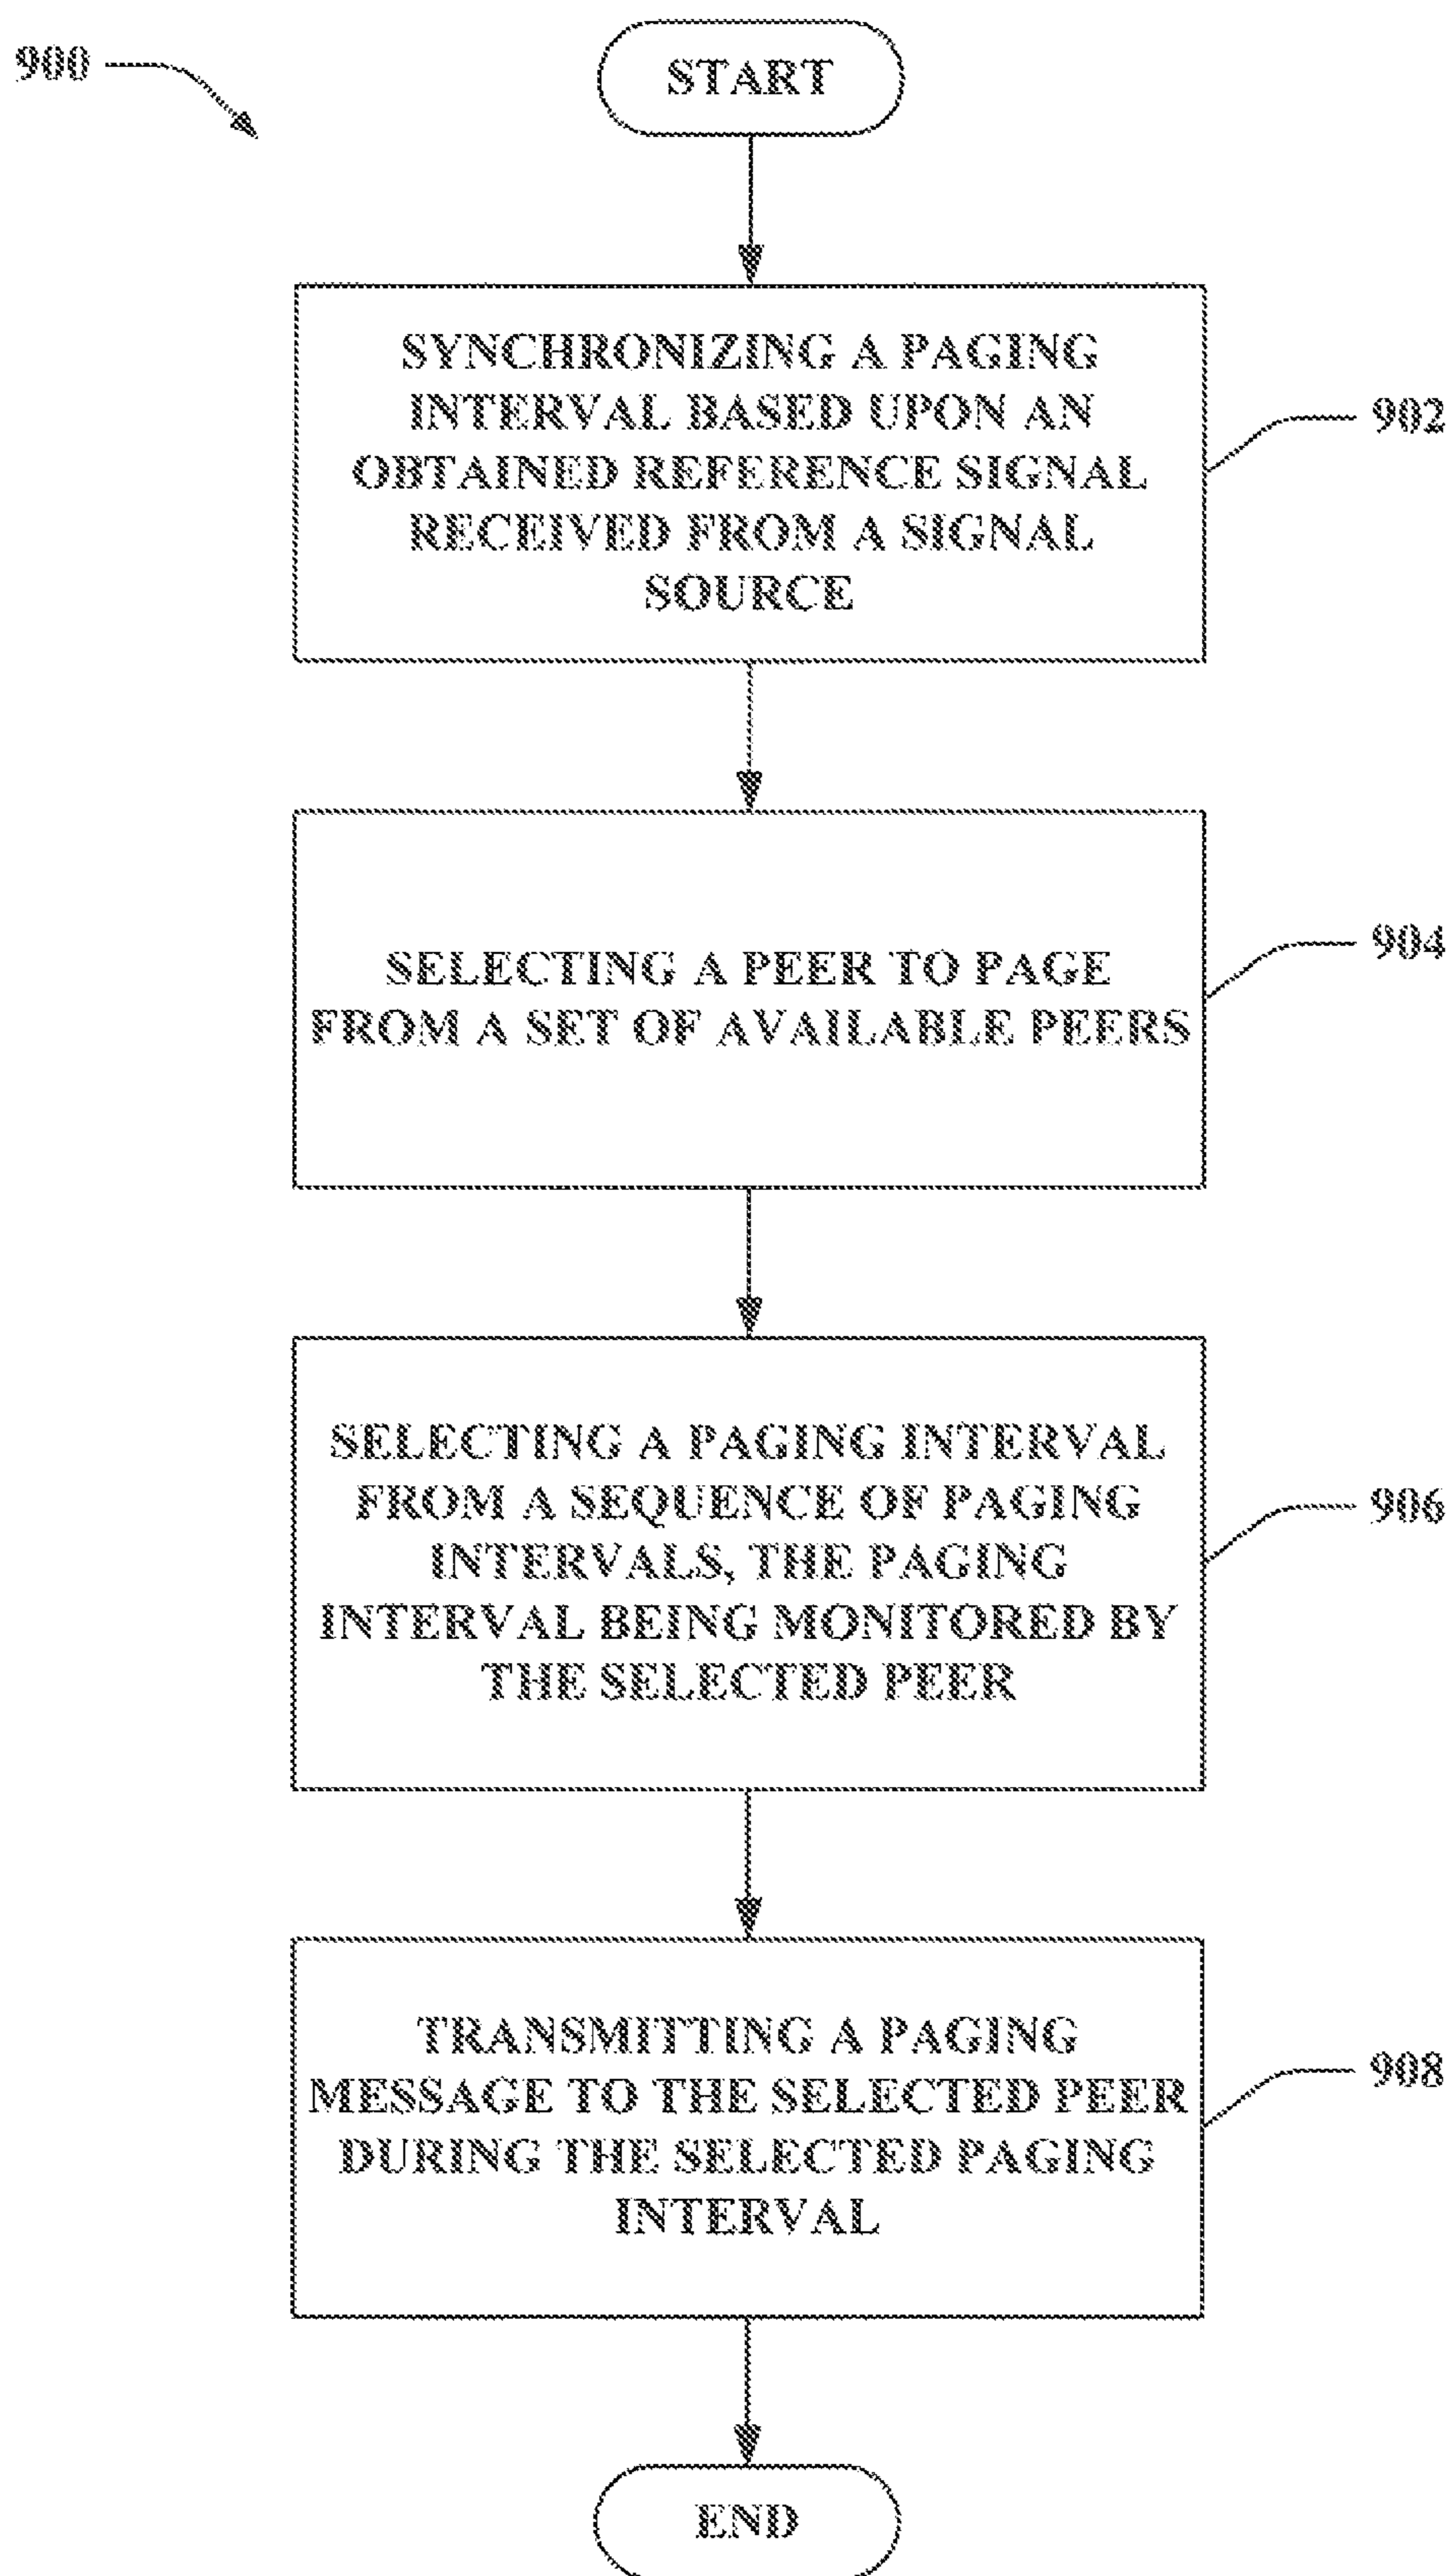 900
START
SYNCHRONIZING A PAGING
INTERVAL BASED UPON AN
OBTAINED REFERENCE SIGNAL
RECEIVED FROM A SIGNAL
SOURCE
902
SELECTING A PEER TO PAGE
FROM A SET OF AVAILABLE PEERS
904
SELECTING A PAGING INTERVAL
FROM A SEQUENCE OF PAGING
INTERVALS, THE PAGING
INTERVAL BEING MONITORED BY
THE SELECTED PEER
906
TRANSMITTING A PAGING
MESSAGE TO THE SELECTED PEER
DURING THE SELECTED PAGING
INTERVAL
908
END